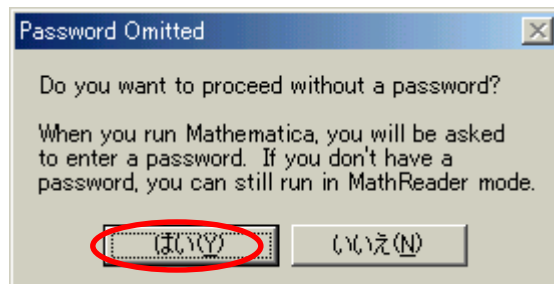 Password Omitted
Do you want to proceed without a password?
When you run Mathematica, you will be asked
to enter a password.  If you don't have a
password, you can still run in MathReader mode.
はい(Y)
いいえ(N)